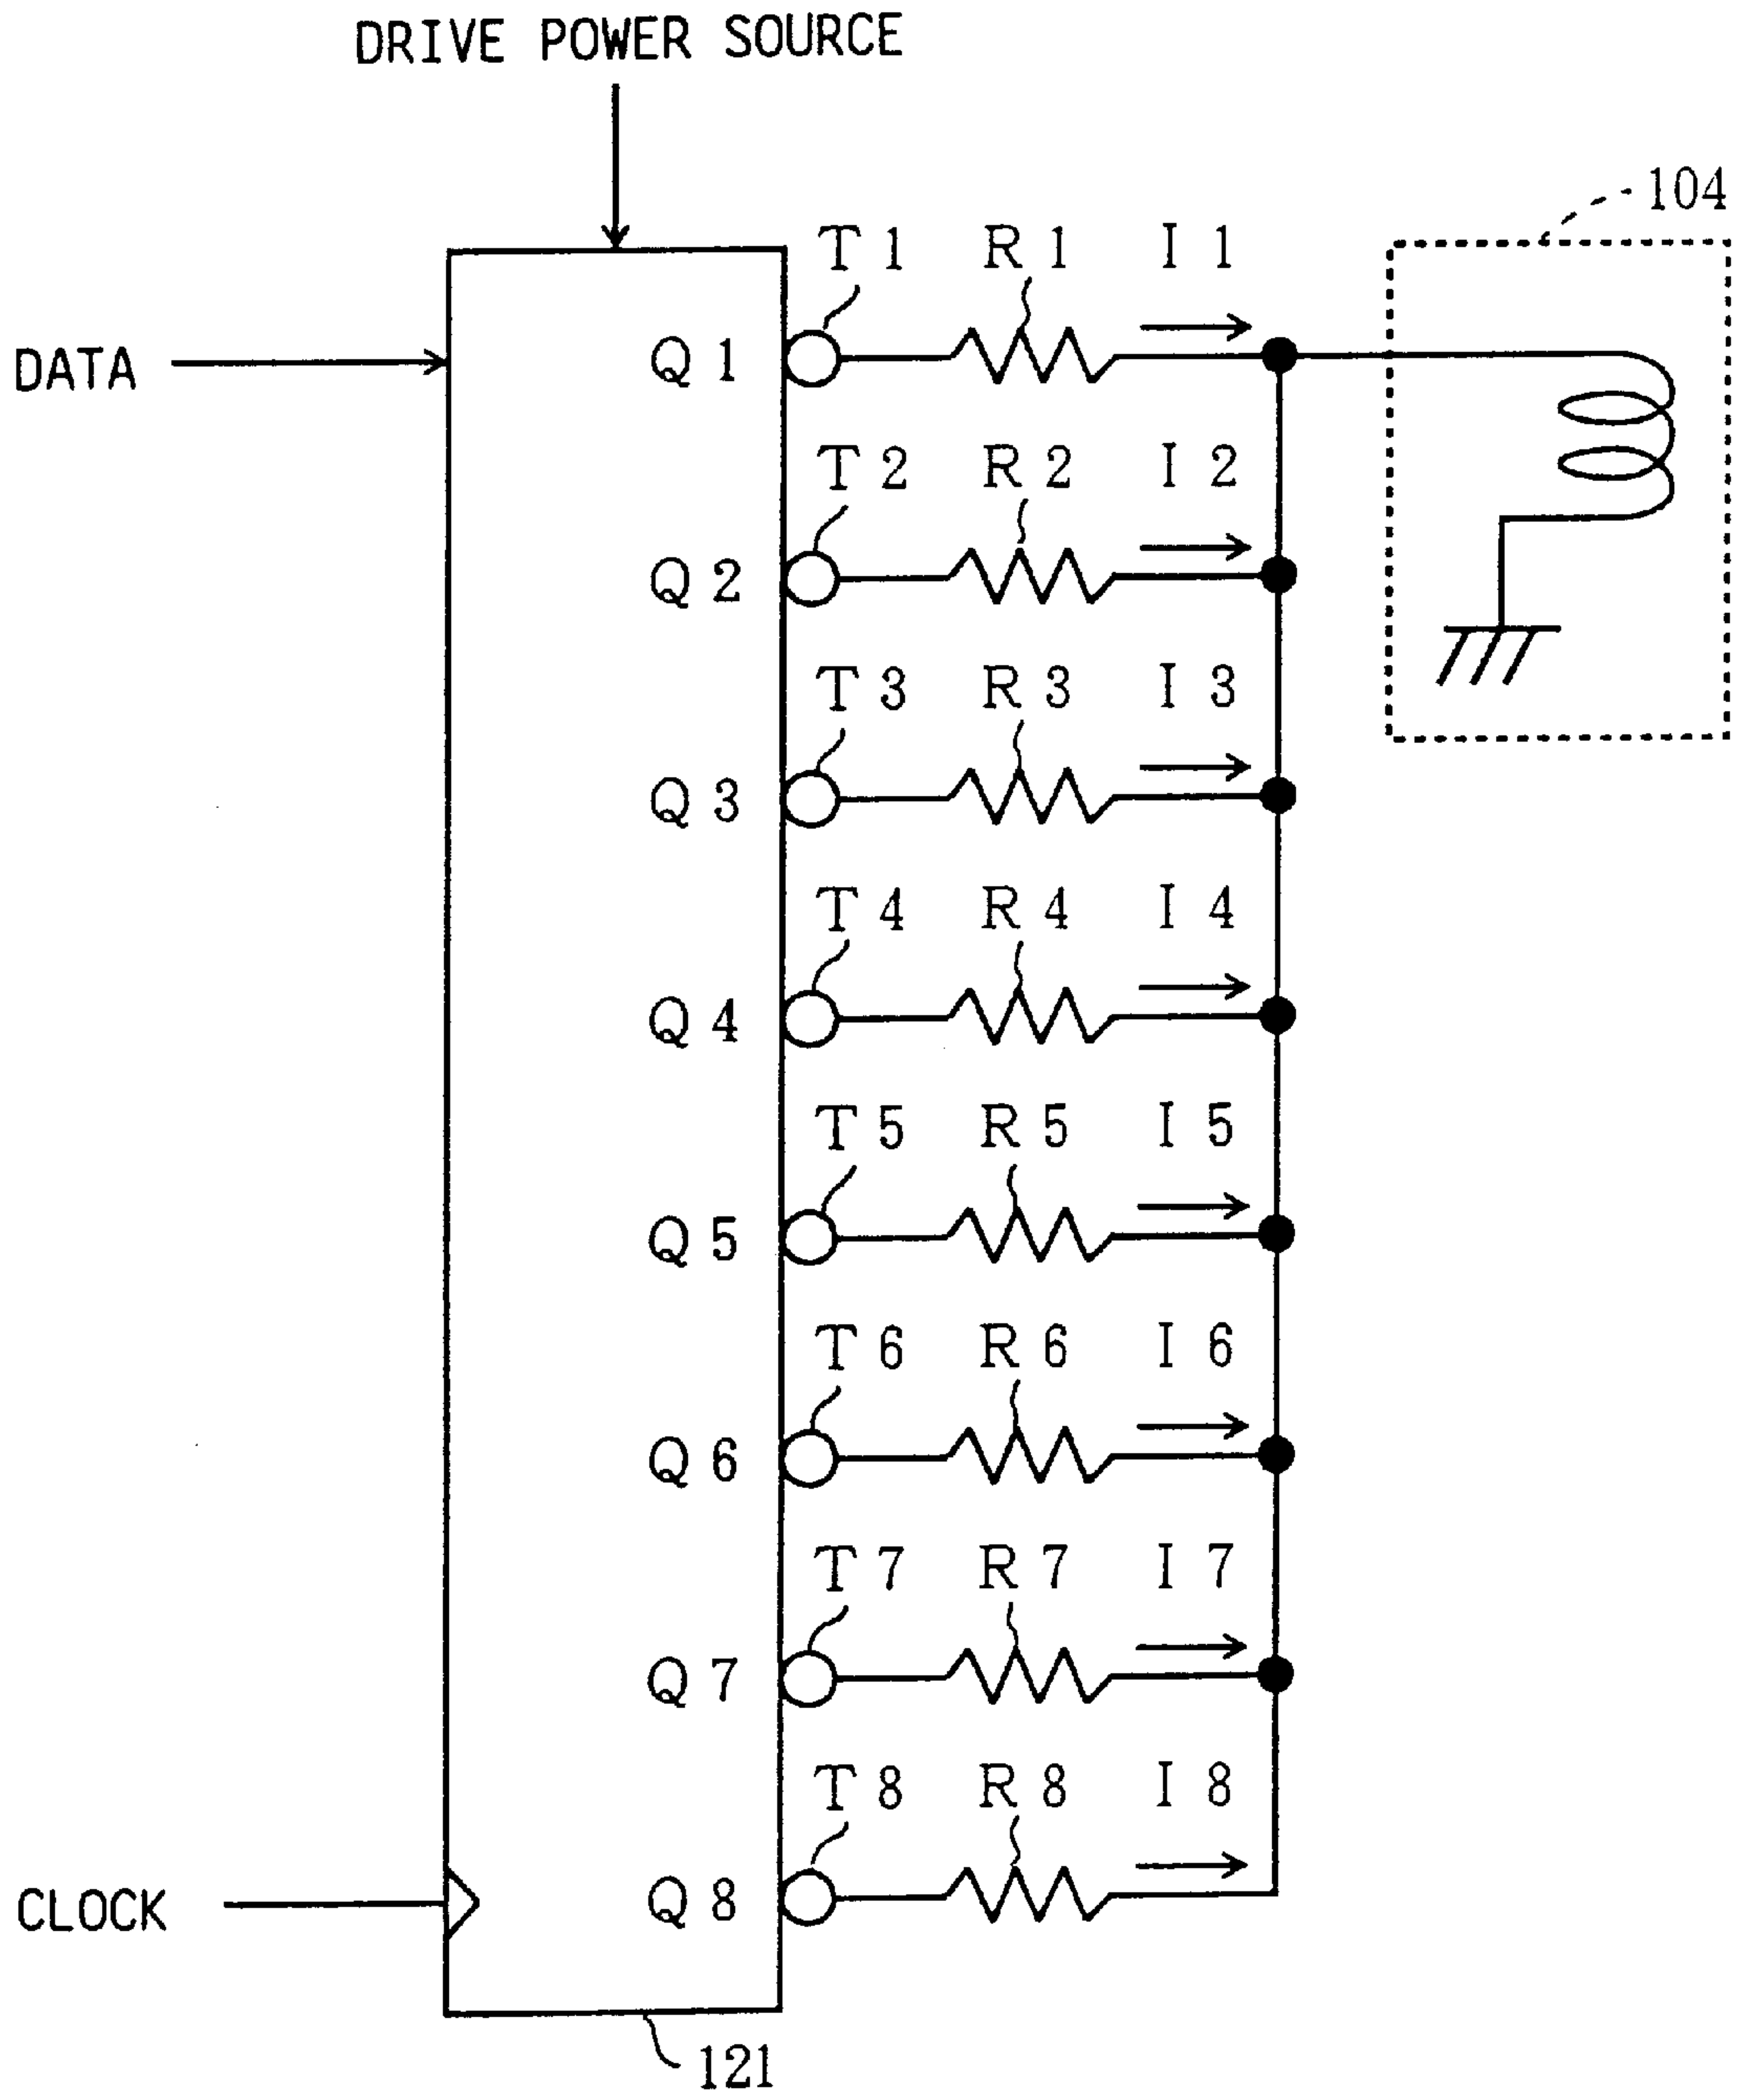 DRIVE POWER SOURCE
104
T1 R1 I1
DATA
Q1
T2 R2 I2
Q2
T3 R3 I3
Q3
T4 R4 I4
Q4
T5 R5 I5
Q5
T6 R6 I6
Q6
T7 R7 I7
Q7
T8 R8 I8
CLOCK
Q8
121